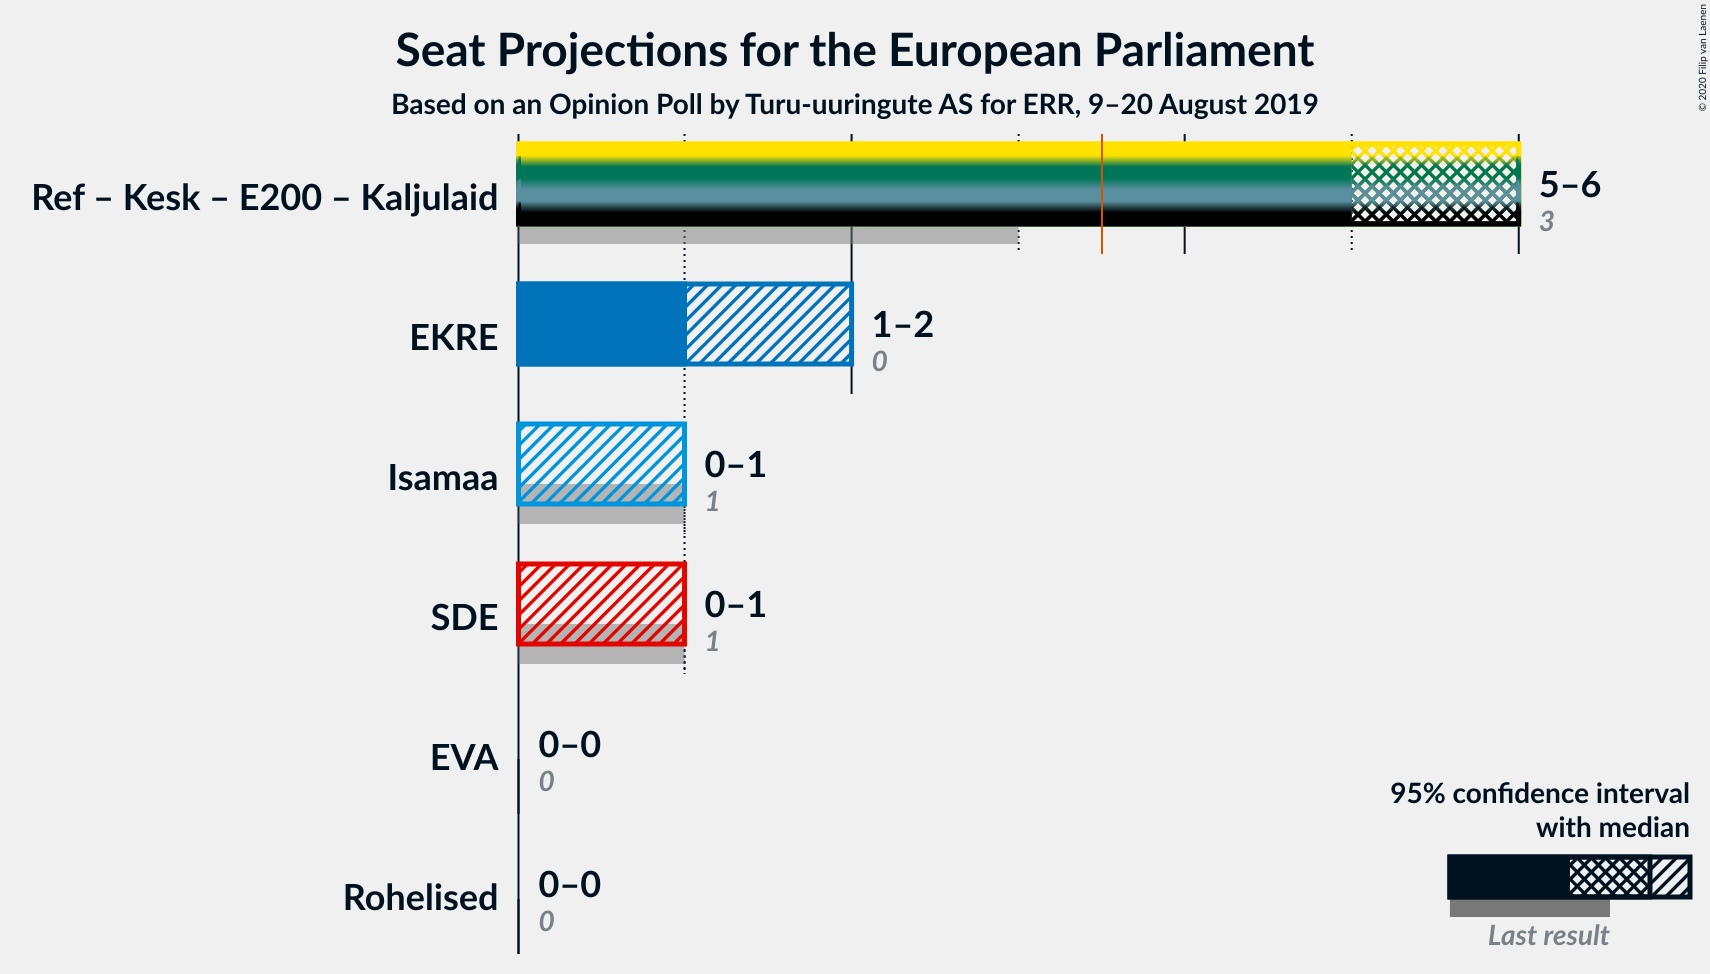 Seat Projections for the European Parliament
Based on an Opinion Poll by Turu-uuringute AS for ERR, 9–20 August 2019
© 2020 Filip van Laenen
Ref – Kesk – E200 – Kaljulaid
5–6
3
EKRE
1–2
0
Isamaa
0–1
1
SDE
0–1
1
EVA
0–0
0
Rohelised
0–0
0
95% confidence interval
with median
Last result